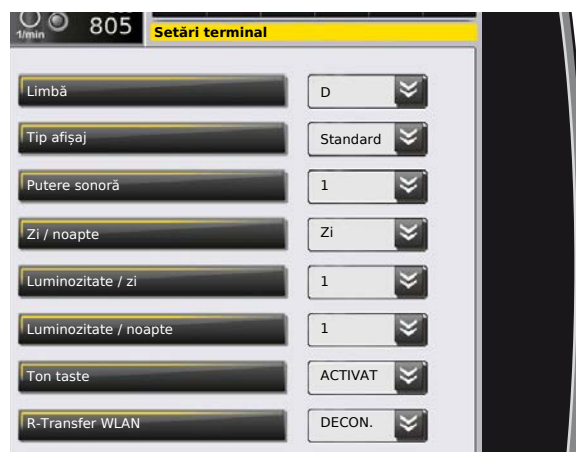 1/min 805
Setări terminal
Limbă D
Tip afișaj Standard
Putere sonoră 1
Zi / noapte Zi
Luminozitate / zi 1
Luminozitate / noapte 1
Ton taste ACTIVAT
R-Transfer WLAN DECON.